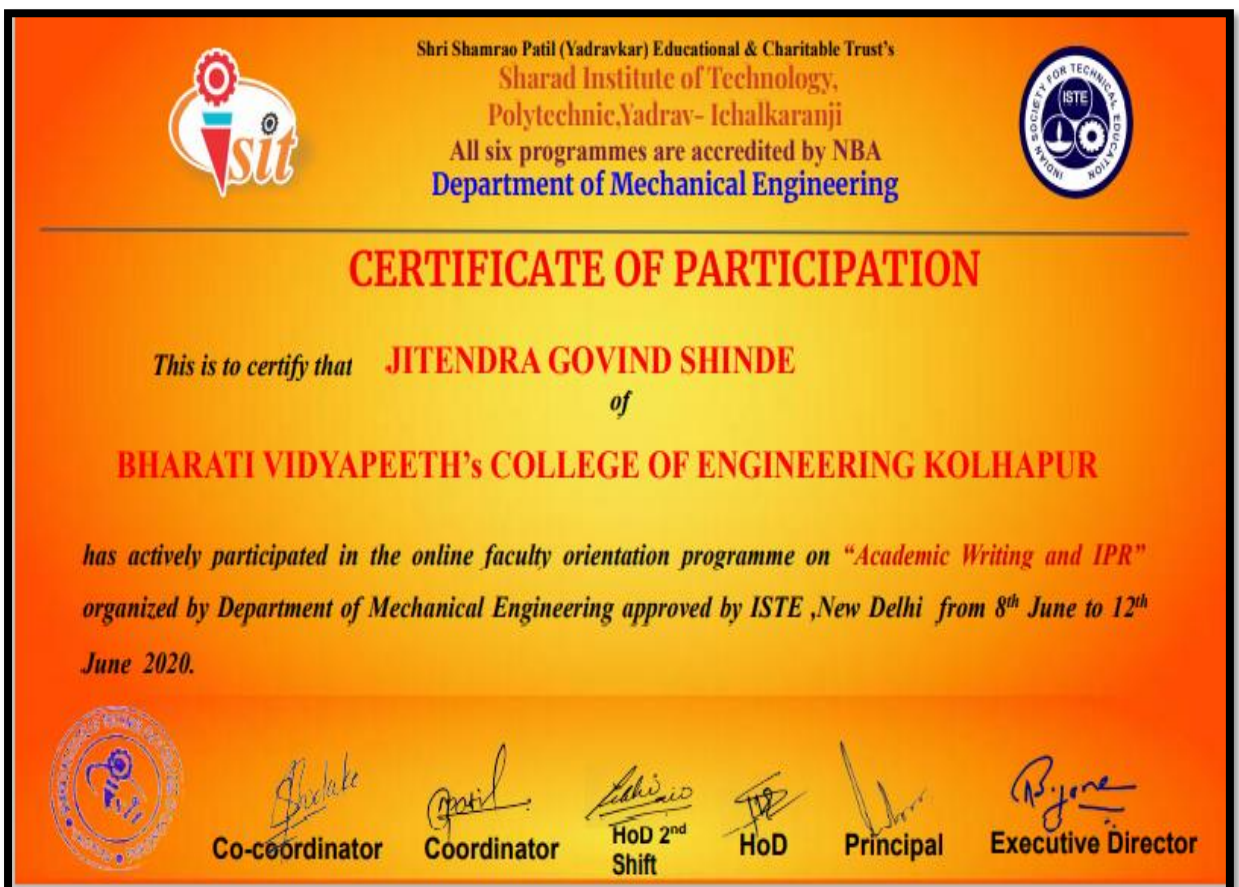 Shri Shamrao Patil (Yadravkar) Educational & Charitable Trust's
Sharad Institute of Technology,
Polytechnic,Yadrav- Ichalkaranji
All six programmes are accredited by NBA
Department of Mechanical Engineering
sit
INDIAN SOCIETY FOR TECHNICAL EDUCATION
ISTE
CERTIFICATE OF PARTICIPATION
This is to certify that JITENDRA GOVIND SHINDE
of
BHARATI VIDYAPEETH's COLLEGE OF ENGINEERING KOLHAPUR
has actively participated in the online faculty orientation programme on “Academic Writing and IPR”
organized by Department of Mechanical Engineering approved by ISTE ,New Delhi from 8th June to 12th
June 2020.
Co-coordinator
Coordinator
HoD 2nd
Shift
HoD
Principal
Executive Director